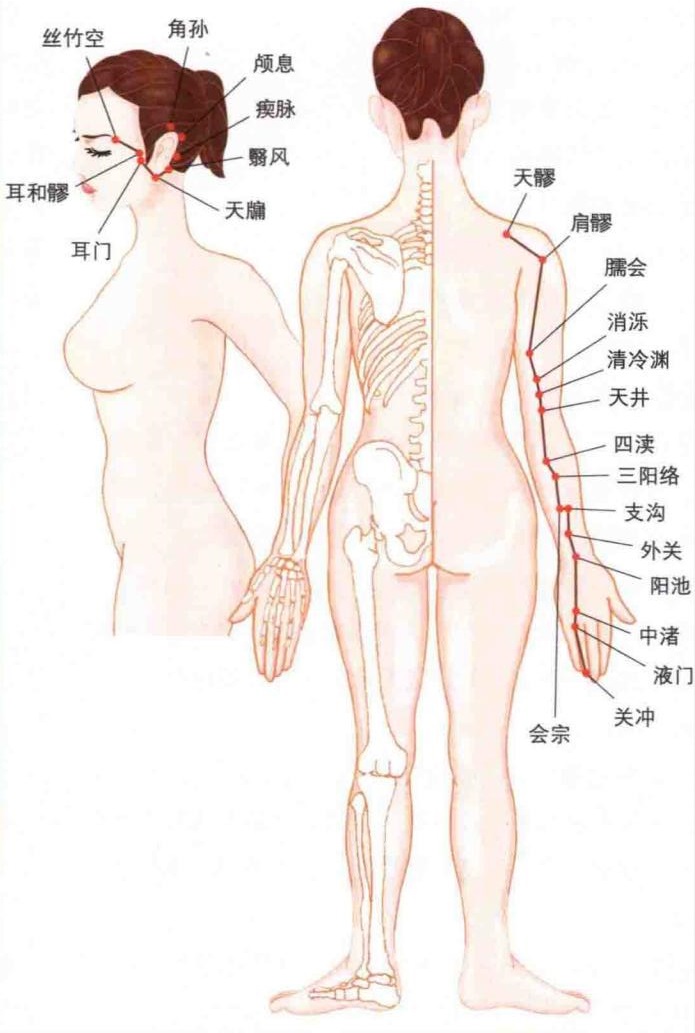 丝竹空
角孙
颅息
瘈脉
翳风
天牖
耳和髎
耳门
天髎
肩髎
臑会
消泺
清冷渊
天井
四渎
三阳络
支沟
外关
阳池
中渚
液门
关冲
会宗